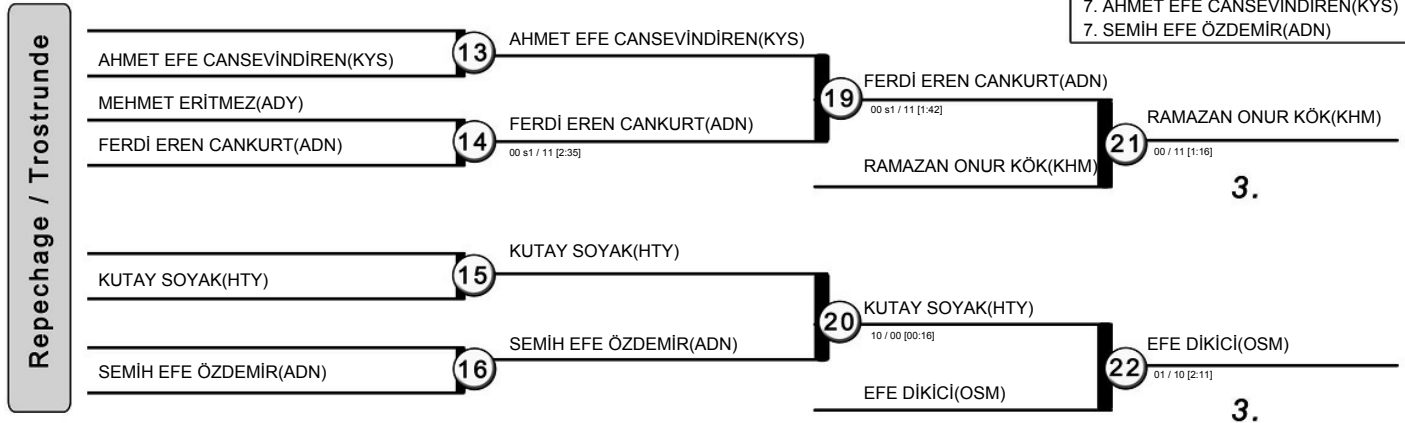 7. AHMET EFE CANSEVİNDİREN(KYS)
7. SEMİH EFE ÖZDEMİR(ADN)
Repechage / Trostrunde
AHMET EFE CANSEVİNDİREN(KYS)
13
AHMET EFE CANSEVİNDİREN(KYS)
MEHMET ERİTMEZ(ADY)
FERDİ EREN CANKURT(ADN)
14
FERDİ EREN CANKURT(ADN)
00 s1 / 11 [2:35]
19
FERDİ EREN CANKURT(ADN)
00 s1 / 11 [1:42]
RAMAZAN ONUR KÖK(KHM)
21
RAMAZAN ONUR KÖK(KHM)
00 / 11 [1:16]
3.
KUTAY SOYAK(HTY)
15
KUTAY SOYAK(HTY)
SEMİH EFE ÖZDEMİR(ADN)
16
SEMİH EFE ÖZDEMİR(ADN)
20
KUTAY SOYAK(HTY)
10 / 00 [00:16]
EFE DİKİCİ(OSM)
22
EFE DİKİCİ(OSM)
01 / 10 [2:11]
3.